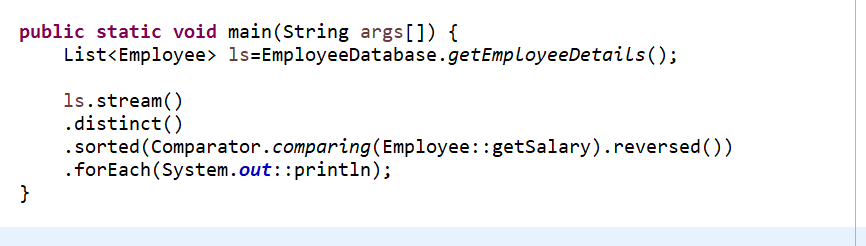 public static void main(String args[]) {
    List<Employee> ls=EmployeeDatabase.getEmployeeDetails();
    ls.stream()
    .distinct()
    .sorted(Comparator.comparing(Employee::getSalary).reversed())
    .forEach(System.out::println);
}